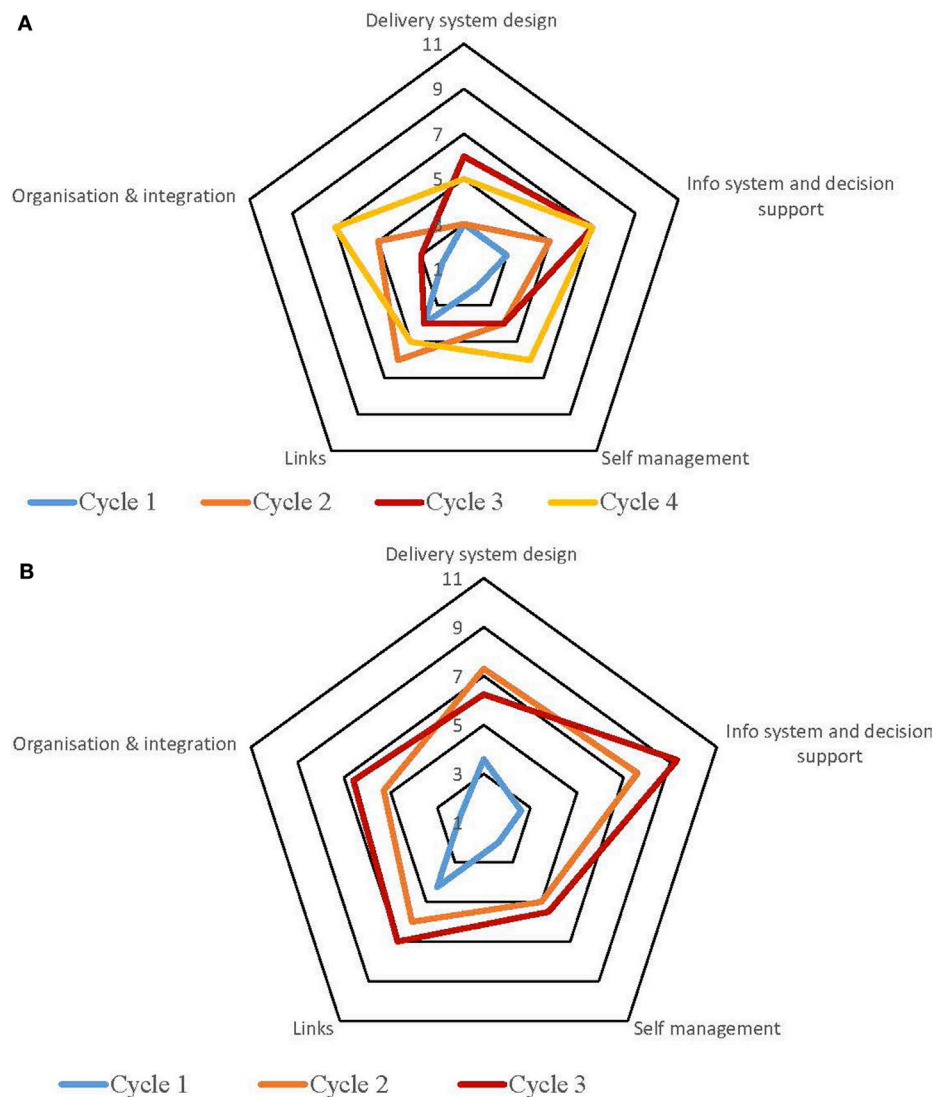 A
Delivery system design
11
9
7
5
3
1
Organisation & integration
Info system and decision
support
Links
Self management
Cycle 1
Cycle 2
Cycle 3
Cycle 4
B
Delivery system design
11
9
7
5
3
1
Organisation & integration
Info system and decision
support
Links
Self management
Cycle 1
Cycle 2
Cycle 3